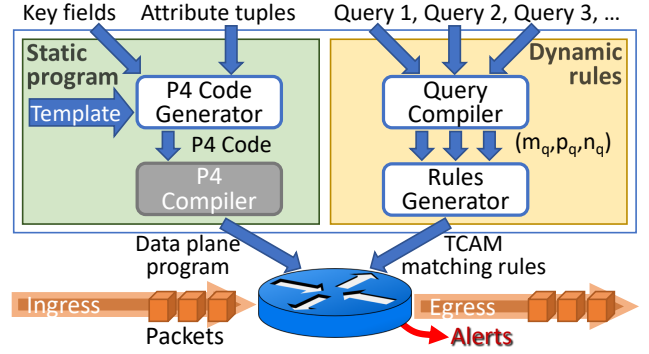 Key fields
Attribute tuples
Query 1, Query 2, Query 3, ...
Static
program
Template
P4 Code
Generator
P4 Code
P4
Compiler
Dynamic
rules
Query
Compiler
(m_q,p_q,n_q)
Rules
Generator
Data plane
program
TCAM
matching rules
Ingress
Packets
Egress
Alerts